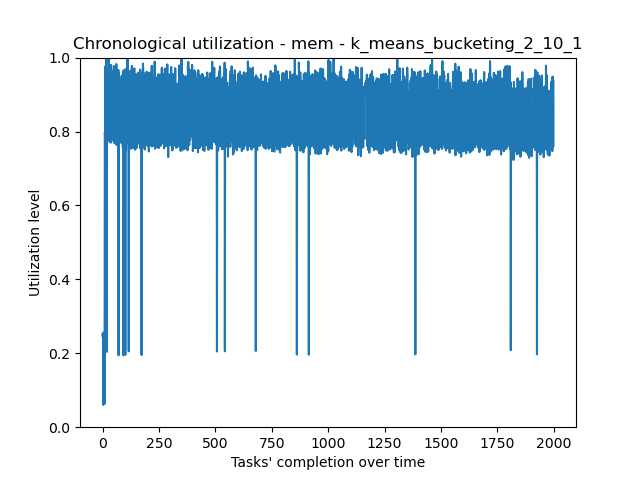 Chronological utilization - mem - k_means_bucketing_2_10_1
1.0
0.8
0.6
0.4
0.2
0.0
Utilization level
0 250 500 750 1000 1250 1500 1750 2000
Tasks' completion over time